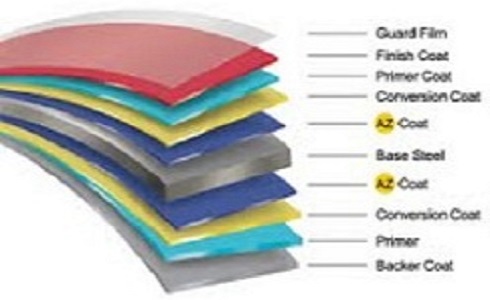 Guard Film
Finish Coat
Primer Coat
Conversion Coat
AZ-Coat
Base Steel
AZ-Coat
Conversion Coat
Primer
Backer Coat